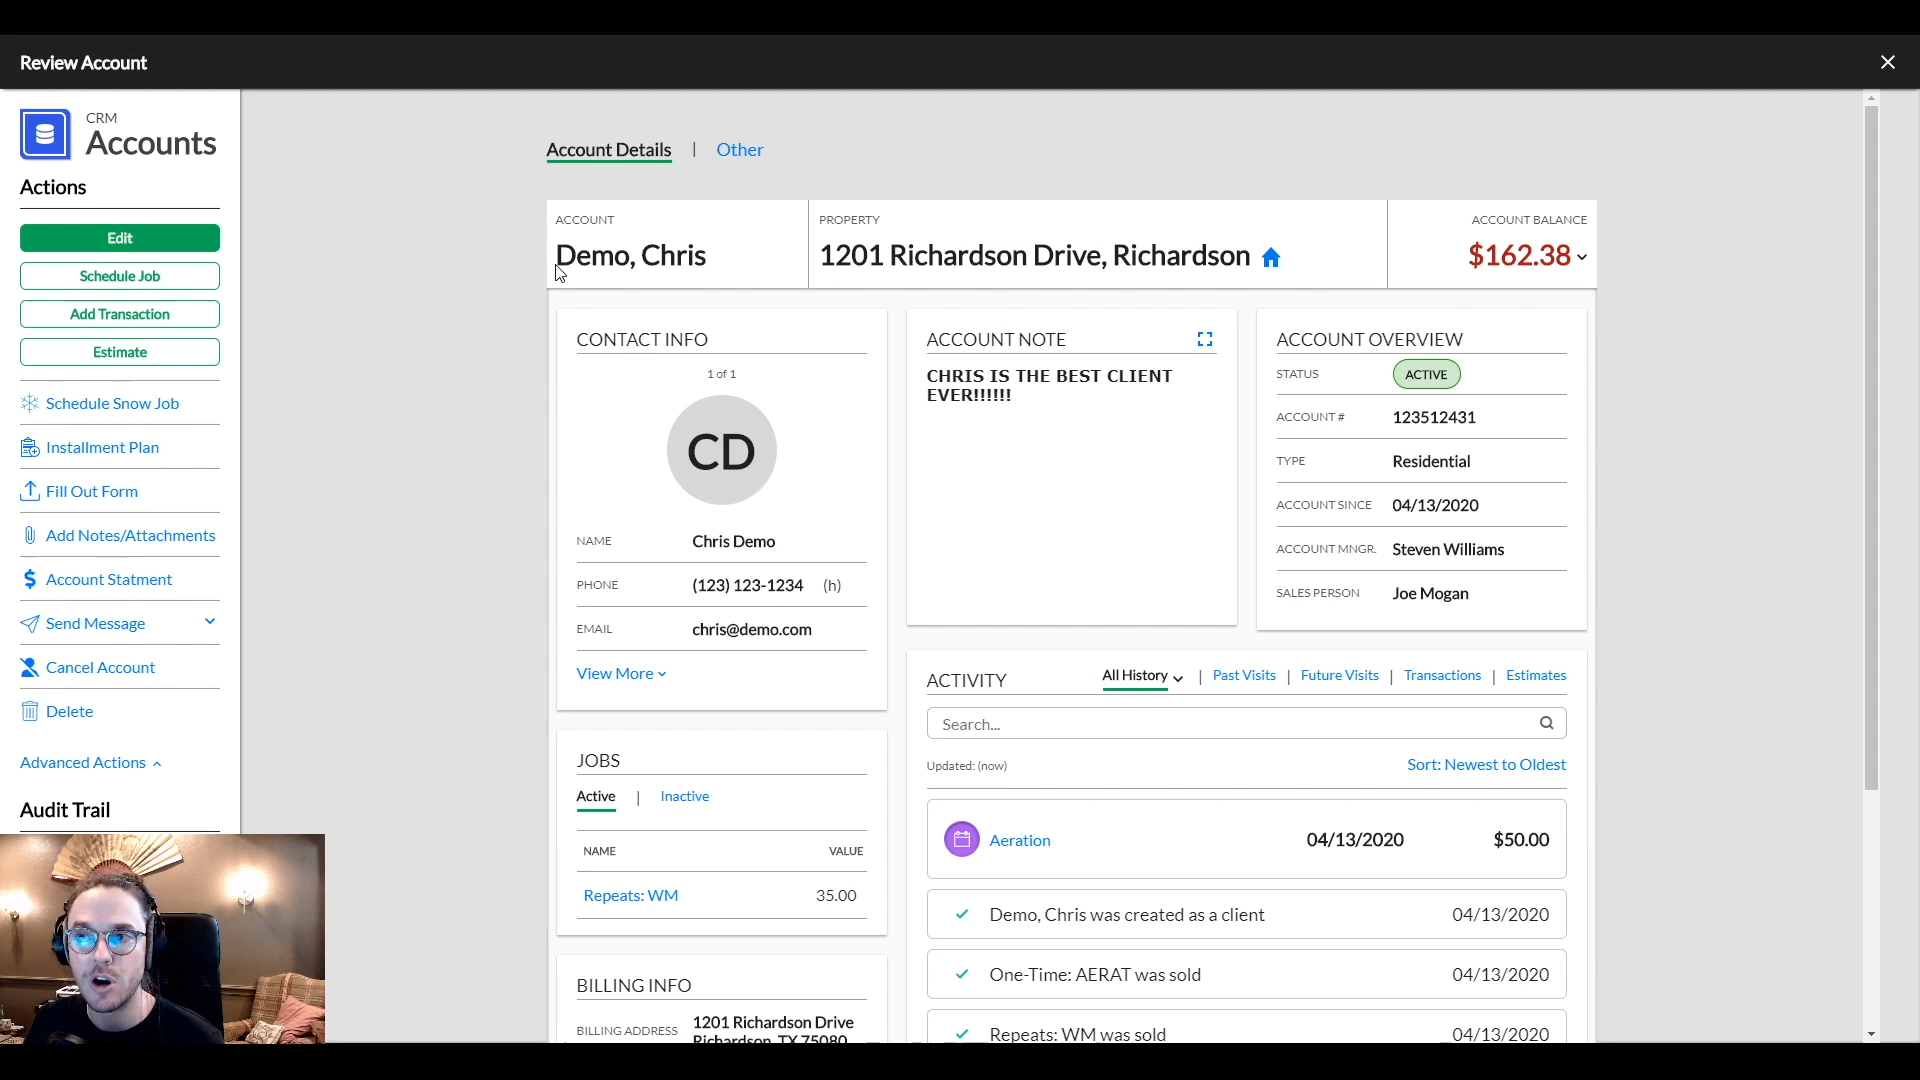 Review Account
CRM
Accounts
Actions
Edit
Schedule Job
Add Transaction
Estimate
Schedule Snow Job
Installment Plan
Fill Out Form
Add Notes/Attachments
Account Statment
Send Message
Cancel Account
Delete
Advanced Actions
Audit Trail
Account Details | Other
ACCOUNT
Demo, Chris
PROPERTY
1201 Richardson Drive, Richardson
ACCOUNT BALANCE
$162.38
CONTACT INFO
1 of 1
CD
NAME Chris Demo
PHONE (123) 123-1234 (h)
EMAIL chris@demo.com
View More
ACCOUNT NOTE
CHRIS IS THE BEST CLIENT
EVER!!!!!!
ACCOUNT OVERVIEW
STATUS ACTIVE
ACCOUNT # 123512431
TYPE Residential
ACCOUNT SINCE 04/13/2020
ACCOUNT MNGR. Steven Williams
SALES PERSON Joe Mogan
JOBS
Active | Inactive
NAME VALUE
Repeats: WM 35.00
BILLING INFO
BILLING ADDRESS 1201 Richardson Drive
Richardson, TX 75080
ACTIVITY All History | Past Visits | Future Visits | Transactions | Estimates
Search...
Updated: (now) Sort: Newest to Oldest
Aeration 04/13/2020 $50.00
Demo, Chris was created as a client 04/13/2020
One-Time: AERAT was sold 04/13/2020
Repeats: WM was sold 04/13/2020